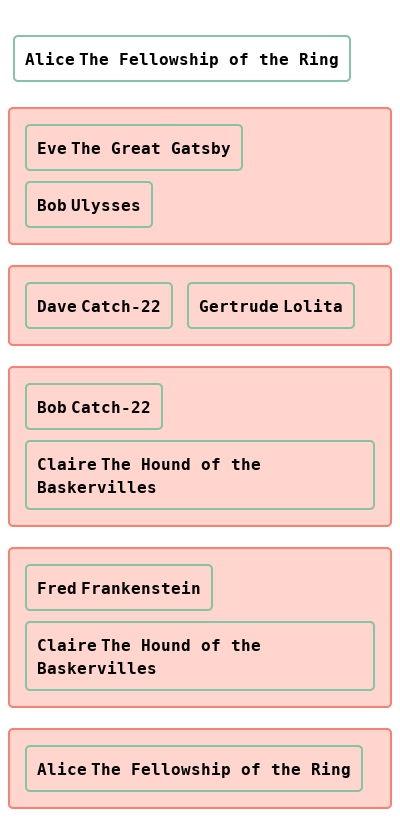 Alice The Fellowship of the Ring
Eve The Great Gatsby
Bob Ulysses
Dave Catch-22 Gertrude Lolita
Bob Catch-22
Claire The Hound of the
Baskervilles
Fred Frankenstein
Claire The Hound of the
Baskervilles
Alice The Fellowship of the Ring